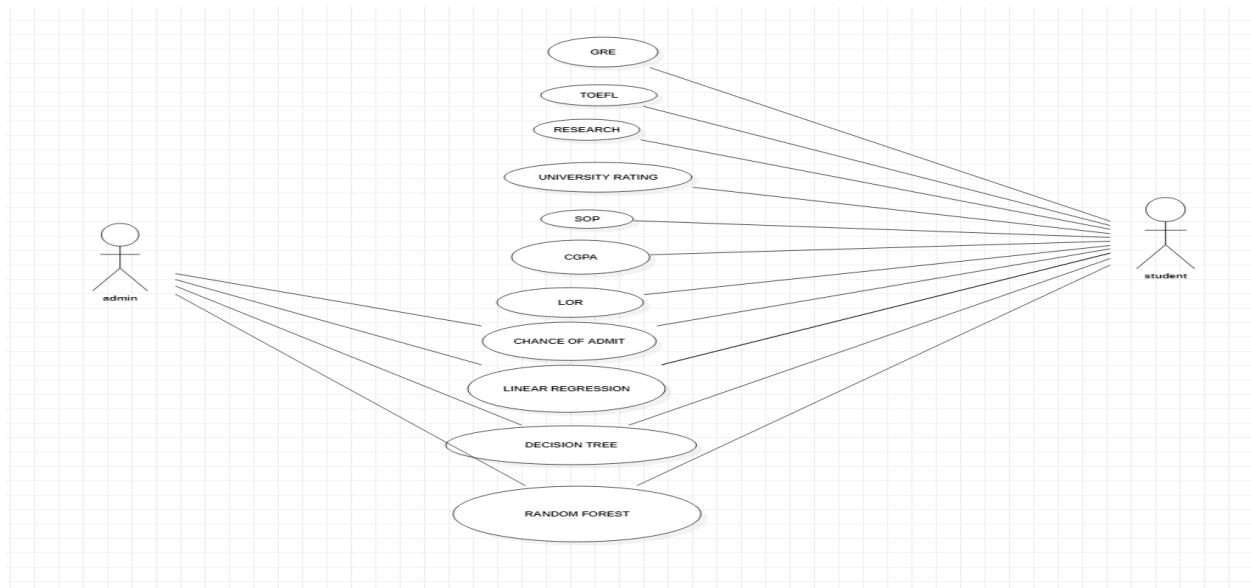 GRE
TOEFL
RESEARCH
UNIVERSITY RATING
SOP
CGPA
student
admin
LOR
CHANCE OF ADMIT
LINEAR REGRESSION
DECISION TREE
RANDOM FOREST